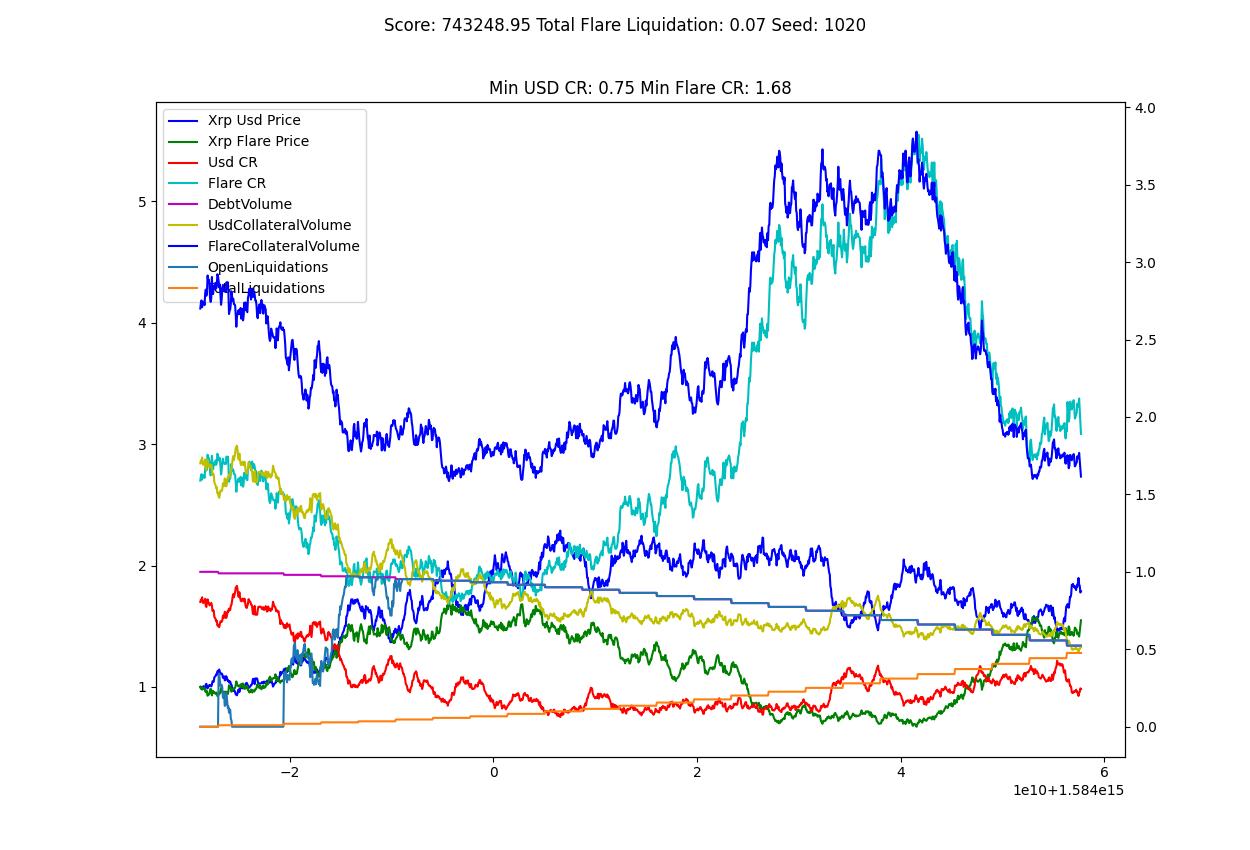 Score: 743248.95 Total Flare Liquidation: 0.07 Seed: 1020
Min USD CR: 0.75 Min Flare CR: 1.68
Xrp Usd Price
Xrp Flare Price
Usd CR
Flare CR
DebtVolume
UsdCollateralVolume
FlareCollateralVolume
OpenLiquidations
TotalLiquidations
5
4
3
2
1
4.0
3.5
3.0
2.5
2.0
1.5
1.0
0.5
0.0
−2
0
2
4
6
1e10+1.584e15